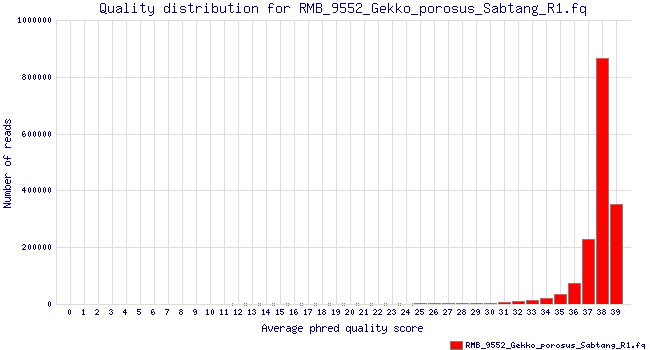 Quality distribution for RMB_9552_Gekko_porosus_Sabtang_R1.fq
1000000
800000
600000
400000
200000
0
Number of reads
0 1 2 3 4 5 6 7 8 9 10 11 12 13 14 15 16 17 18 19 20 21 22 23 24 25 26 27 28 29 30 31 32 33 34 35 36 37 38 39
Average phred quality score
RMB_9552_Gekko_porosus_Sabtang_R1.fq